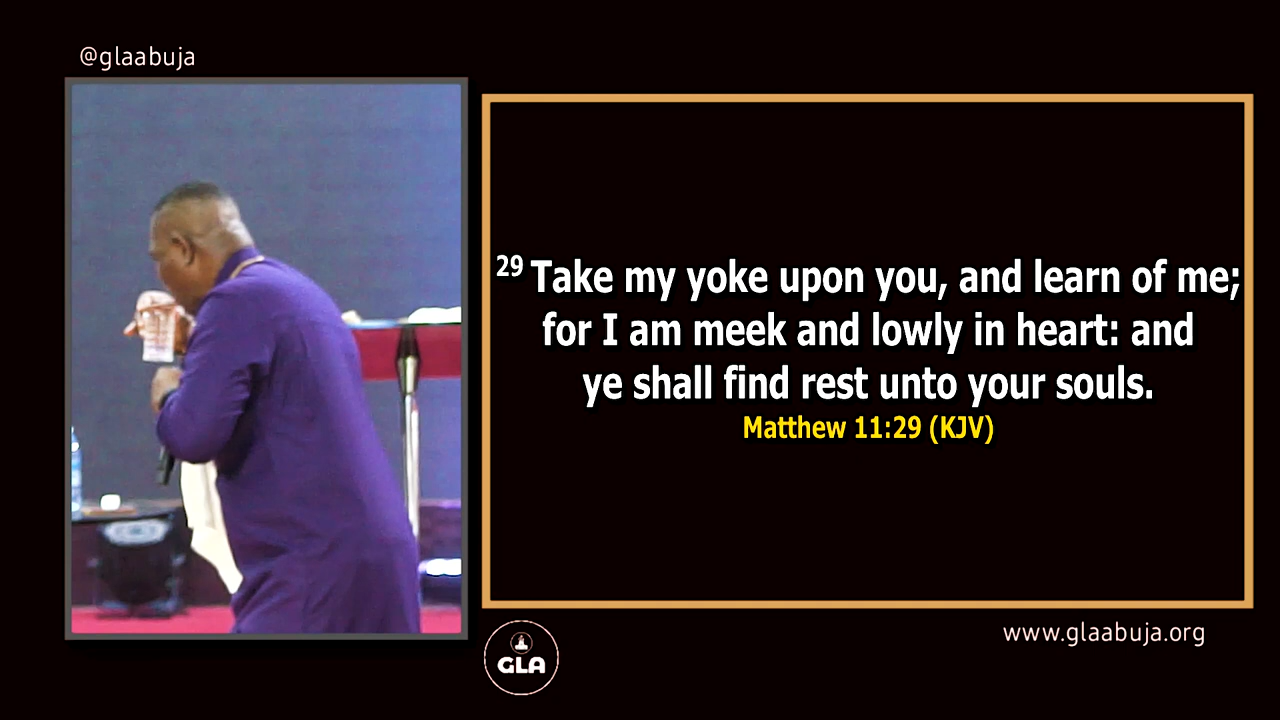 @glaabuja
29 Take my yoke upon you, and learn of me;
for I am meek and lowly in heart: and
ye shall find rest unto your souls.
Matthew 11:29 (KJV)
www.glaabuja.org
GLA